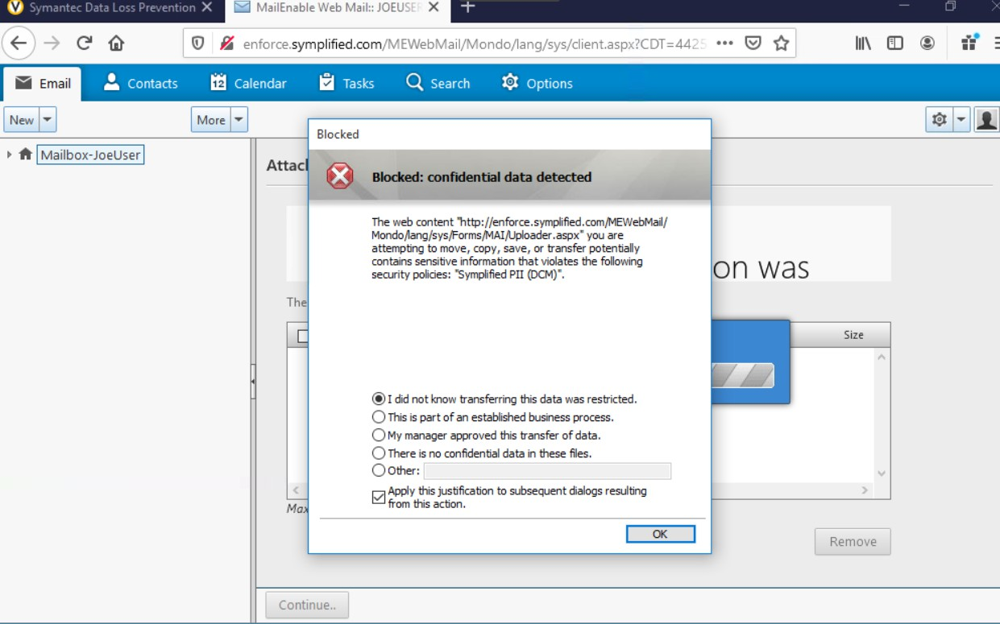 Symantec Data Loss Prevention
MailEnable Web Mail:: JOEUSER
enforce.symplified.com/MEWebMail/Mondo/lang/sys/client.aspx?CDT=4425
Email
Contacts
12
Calendar
Tasks
Search
Options
New
More
Mailbox-JoeUser
Attac
Blocked
Blocked: confidential data detected
The web content "http://enforce.symplified.com/MEWebMail/
Mondo/lang/sys/Forms/MAI/Uploader.aspx" you are
attempting to move, copy, save, or transfer potentially
contains sensitive information that violates the following
security policies: "Symplified PII (DCM)".
on was
The
Size
I did not know transferring this data was restricted.
This is part of an established business process.
My manager approved this transfer of data.
There is no confidential data in these files.
Other:
Apply this justification to subsequent dialogs resulting
from this action.
Max
OK
Remove
Continue..